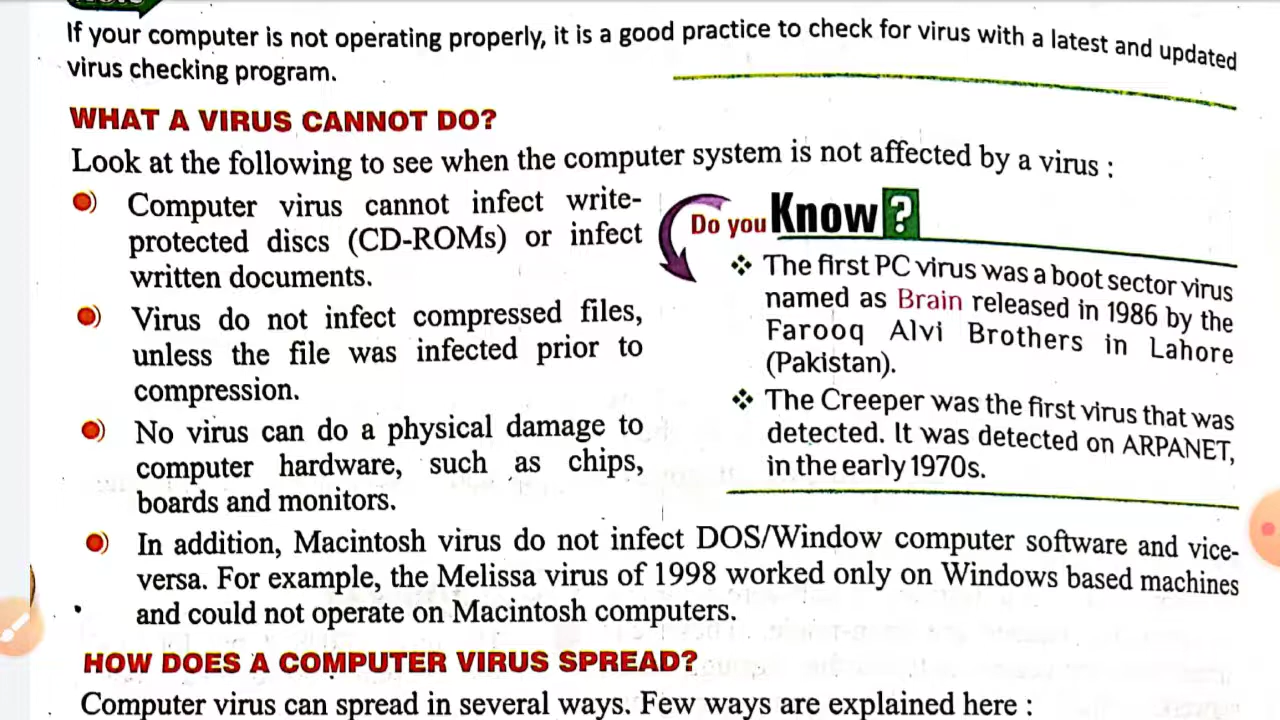 If your computer is not operating properly, it is a good practice to check for virus with a latest and updated
virus checking program.
WHAT A VIRUS CANNOT DO?
Look at the following to see when the computer system is not affected by a virus :
Computer virus cannot infect write-
protected discs (CD-ROMs) or infect
written documents.
Virus do not infect compressed files,
unless the file was infected prior to
compression.
No virus can do a physical damage to
computer hardware, such as chips,
boards and monitors.
Do you Know?
The first PC virus was a boot sector virus
named as Brain released in 1986 by the
Farooq Alvi Brothers in Lahore
(Pakistan).
The Creeper was the first virus that was
detected. It was detected on ARPANET,
in the early 1970s.
In addition, Macintosh virus do not infect DOS/Window computer software and vice-
versa. For example, the Melissa virus of 1998 worked only on Windows based machines
and could not operate on Macintosh computers.
HOW DOES A COMPUTER VIRUS SPREAD?
Computer virus can spread in several ways. Few ways are explained here :